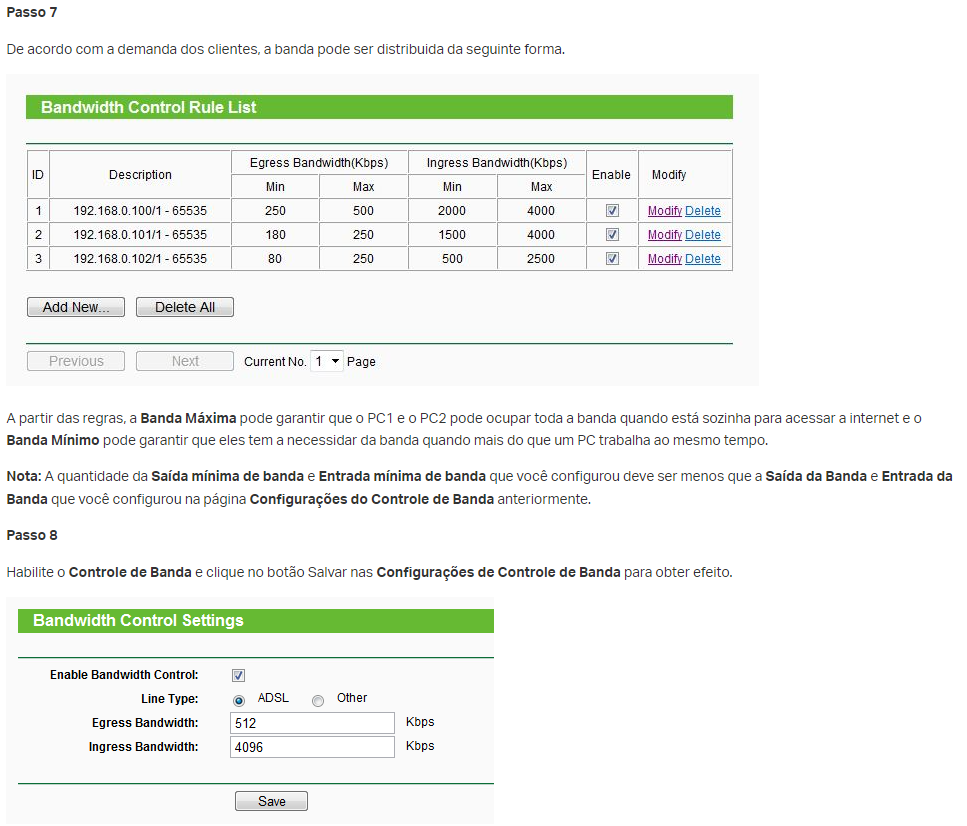 Passo 7
De acordo com a demanda dos clientes, a banda pode ser distribuida da seguinte forma.
Bandwidth Control Rule List
ID Description Egress Bandwidth(Kbps) Ingress Bandwidth(Kbps) Enable Modify
Min Max Min Max
1 192.168.0.100/1 - 65535 250 500 2000 4000 Modify Delete
2 192.168.0.101/1 - 65535 180 250 1500 4000 Modify Delete
3 192.168.0.102/1 - 65535 80 250 500 2500 Modify Delete
Add New... Delete All
Previous Next Current No. 1 Page
A partir das regras, a Banda Máxima pode garantir que o PC1 e o PC2 pode ocupar toda a banda quando está sozinha para acessar a internet e o
Banda Mínimo pode garantir que eles tem a necessidar da banda quando mais do que um PC trabalha ao mesmo tempo.
Nota: A quantidade da Saída mínima de banda e Entrada mínima de banda que você configurou deve ser menos que a Saída da Banda e Entrada da
Banda que você configurou na página Configurações do Controle de Banda anteriormente.
Passo 8
Habilite o Controle de Banda e clique no botão Salvar nas Configurações de Controle de Banda para obter efeito.
Bandwidth Control Settings
Enable Bandwidth Control:
Line Type: ADSL Other
Egress Bandwidth: 512 Kbps
Ingress Bandwidth: 4096 Kbps
Save